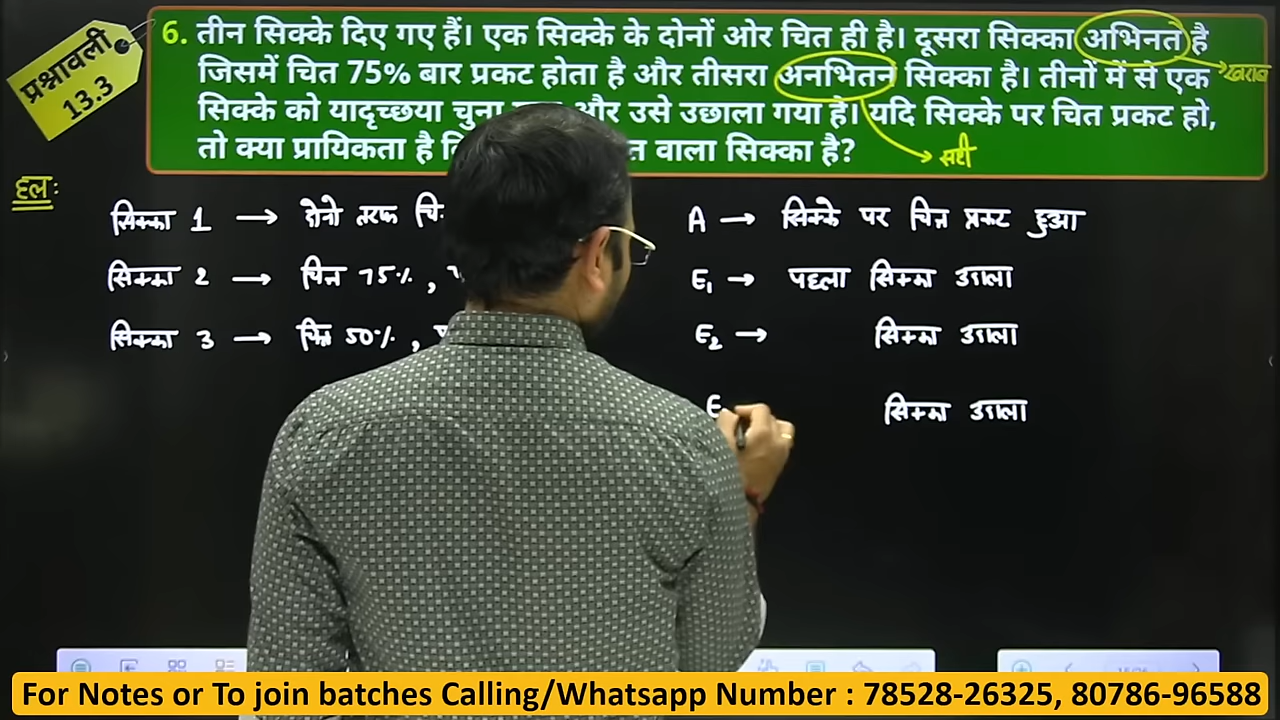 प्रश्नावली
13.3
6. तीन सिक्के दिए गए हैं। एक सिक्के के दोनों ओर चित ही है। दूसरा सिक्का अभिनत है
जिसमें चित 75% बार प्रकट होता है और तीसरा अनभितन सिक्का है। तीनों में से एक
सिक्के को यादृच्छया चुना और उसे उछाला गया है। यदि सिक्के पर चित प्रकट हो,
तो क्या प्रायिकता है वाला सिक्का है?
खराब
सही
हल:
सिक्का 1 → दोनो तरफ
सिक्का 2 → चित 75%,
सिक्का 3 → चित 50%,
A → सिक्के पर चित प्रकट हुआ
E₁ → पहला सिक्का उछाला
E₂ → सिक्का उछाला
E सिक्का उछाला
For Notes or To join batches Calling/Whatsapp Number : 78528-26325, 80786-96588